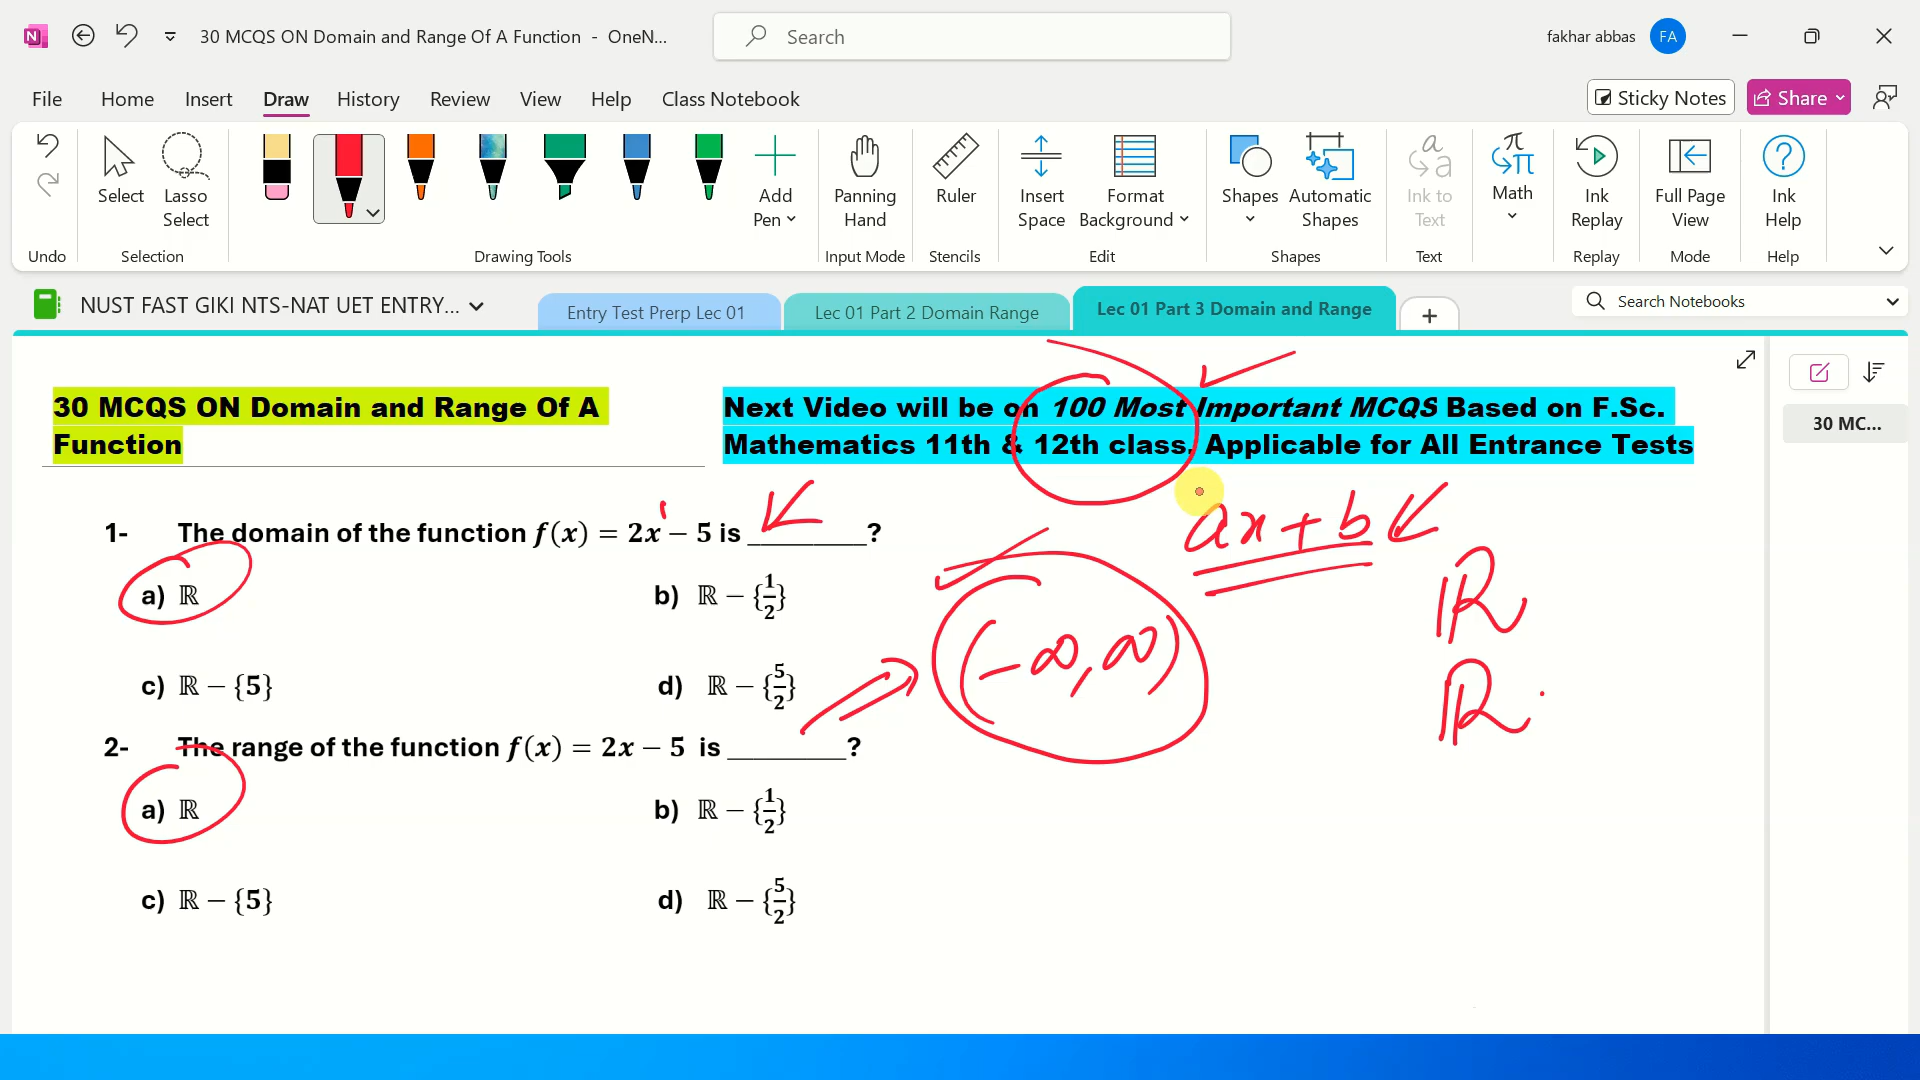 30 MCQS ON Domain and Range Of A Function - OneN...
Search
fakhar abbas
FA
File
Home
Insert
Draw
History
Review
View
Help
Class Notebook
Sticky Notes
Share
Select
Lasso Select
Add Pen
Panning Hand
Ruler
Insert Space
Format Background
Shapes
Automatic Shapes
Ink to Text
Math
Ink Replay
Full Page View
Ink Help
Undo
Selection
Drawing Tools
Input Mode
Stencils
Edit
Shapes
Text
Replay
Mode
Help
NUST FAST GIKI NTS-NAT UET ENTRY...
Entry Test Prerp Lec 01
Lec 01 Part 2 Domain Range
Lec 01 Part 3 Domain and Range
+
Search Notebooks
30 MC...
30 MCQS ON Domain and Range Of A
Function
Next Video will be on 100 Most Important MCQS Based on F.Sc.
Mathematics 11th & 12th class. Applicable for All Entrance Tests
1- The domain of the function f(x) = 2x − 5 is ________?
a) ℝ
b) ℝ − {1/2}
c) ℝ − {5}
d) ℝ − {5/2}
2- The range of the function f(x) = 2x − 5 is ________?
a) ℝ
b) ℝ − {1/2}
c) ℝ − {5}
d) ℝ − {5/2}
ax + b
(−∞, ∞)
ℝ
ℝ